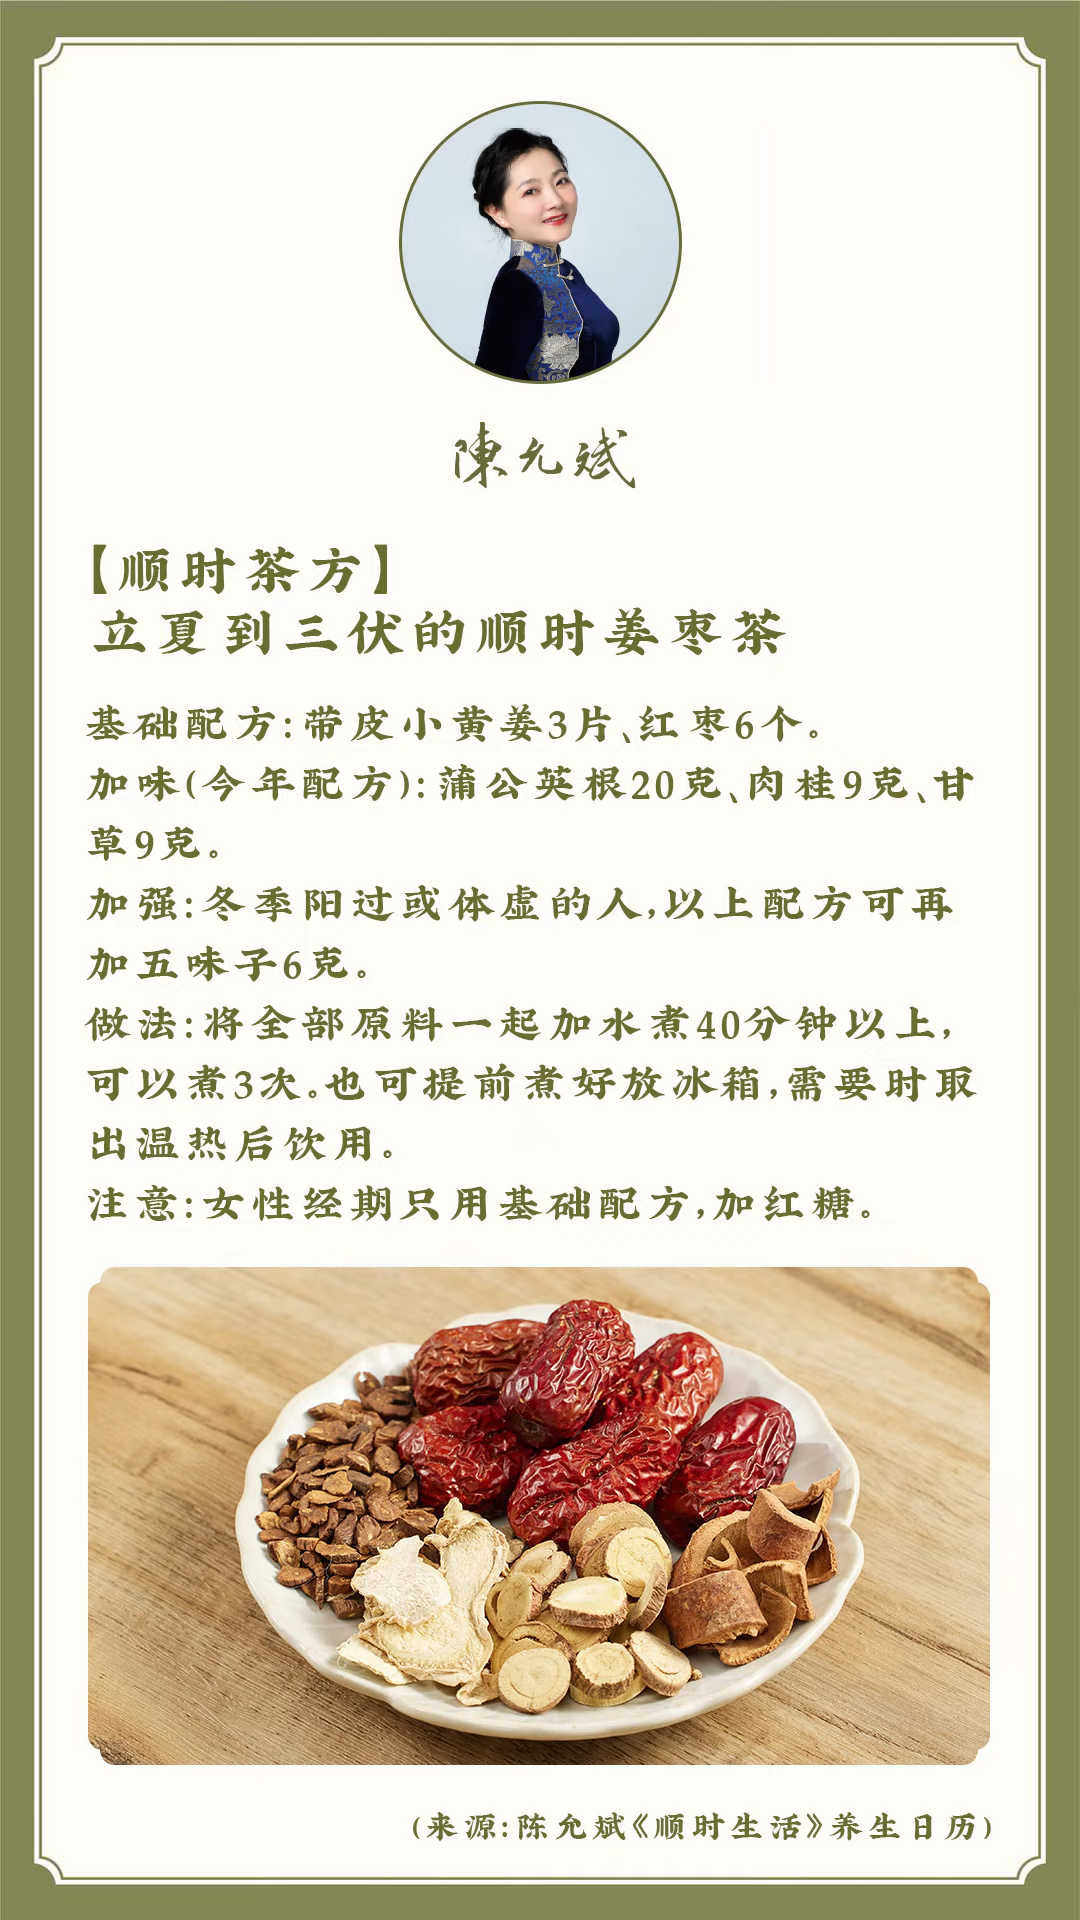 陳允斌
【顺时茶方】
立夏到三伏的顺时姜枣茶
基础配方:带皮小黄姜3片、红枣6个。
加味(今年配方):蒲公英根20克、肉桂9克、甘
草9克。
加强:冬季阳过或体虚的人,以上配方可再
加五味子6克。
做法:将全部原料一起加水煮40分钟以上,
可以煮3次。也可提前煮好放冰箱,需要时取
出温热后饮用。
注意:女性经期只用基础配方,加红糖。
(来源:陈允斌《顺时生活》养生日历)